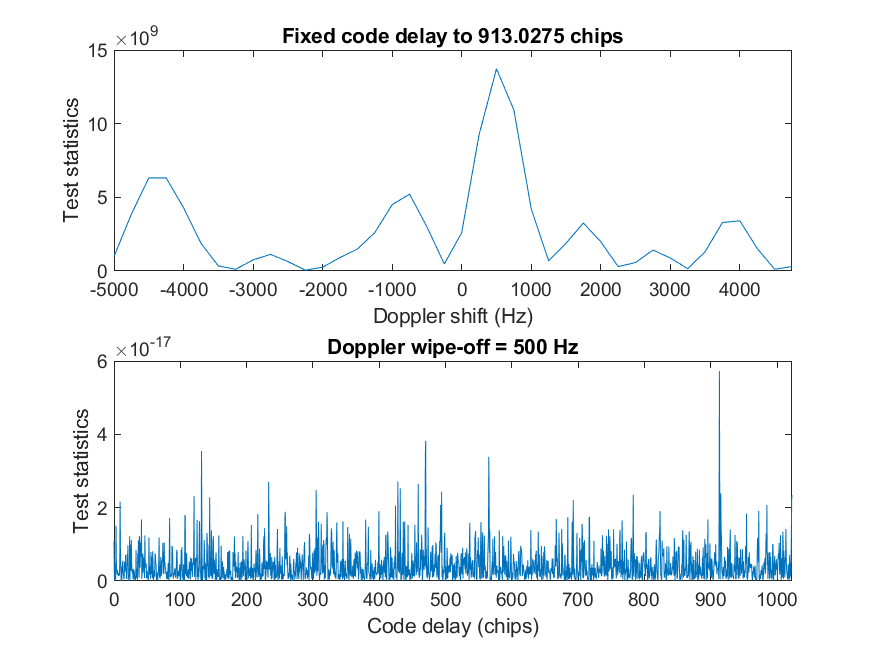 Fixed code delay to 913.0275 chips
×10^9
15
10
5
0
Test statistics
-5000 -4000 -3000 -2000 -1000 0 1000 2000 3000 4000
Doppler shift (Hz)
Doppler wipe-off = 500 Hz
×10^-17
6
4
2
0
Test statistics
0 100 200 300 400 500 600 700 800 900 1000
Code delay (chips)